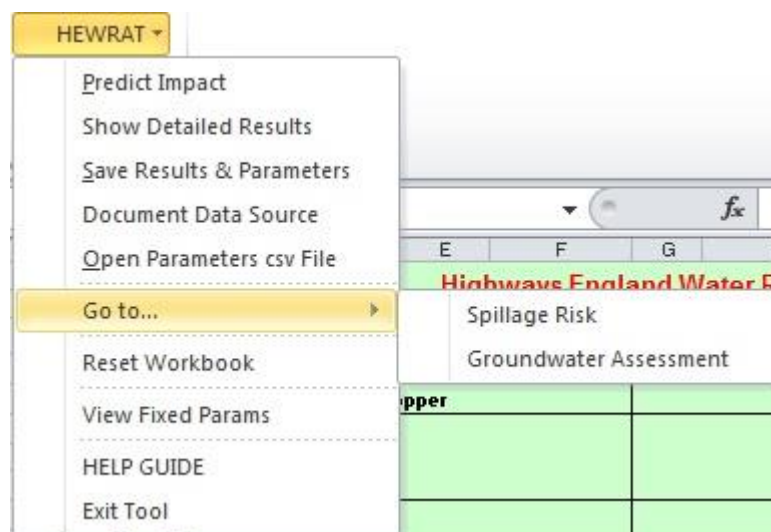 HEWRAT
Predict Impact
Show Detailed Results
Save Results & Parameters
Document Data Source
fx
Open Parameters csv File
E F G
Highways England Water
Go to...
Spillage Risk
Groundwater Assessment
Reset Workbook
View Fixed Params
HELP GUIDE
Exit Tool